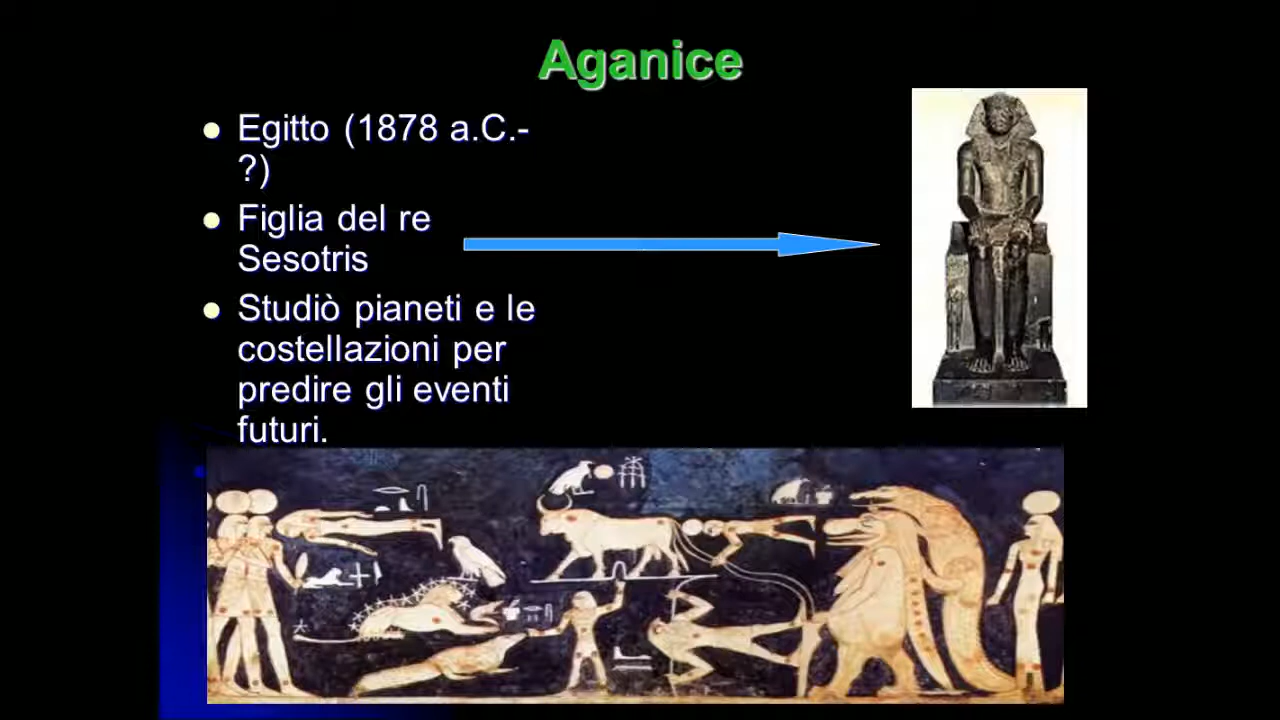 Aganice
Egitto (1878 a.C.-
?)
Figlia del re
Sesotris
Studiò pianeti e le
costellazioni per
predire gli eventi
futuri.